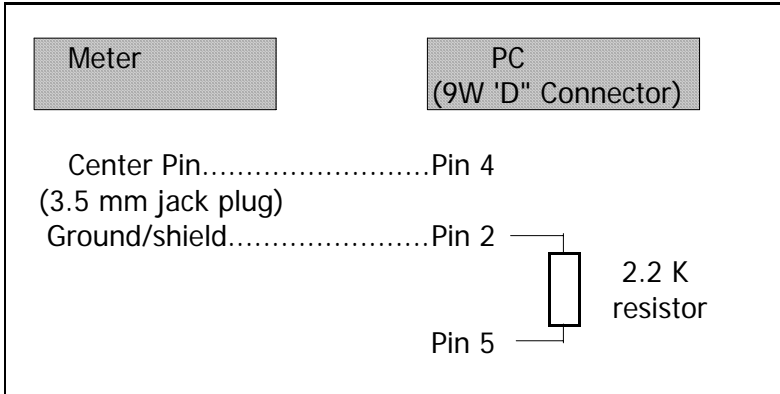 Meter
PC
(9W 'D" Connector)
Center Pin..........................Pin 4
(3.5 mm jack plug)
Ground/shield.......................Pin 2
2.2 K
resistor
Pin 5